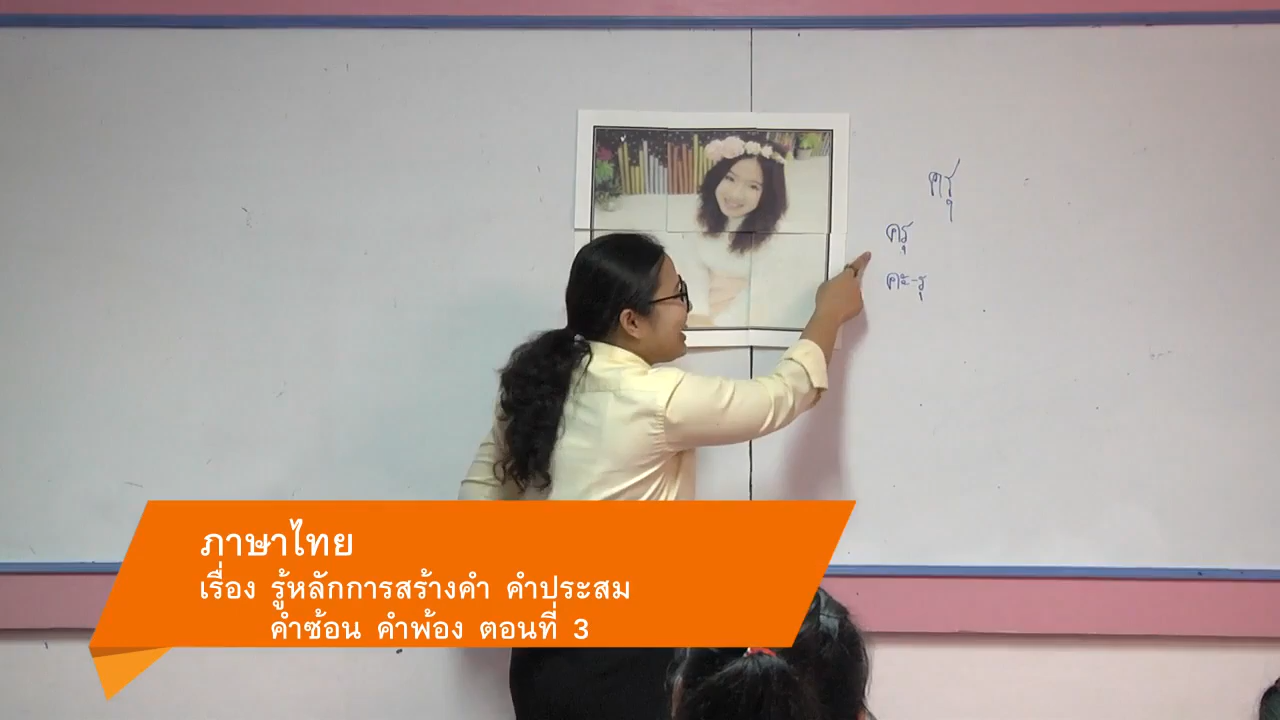 ครุ
ครุ
คะ-รุ
ภาษาไทย
เรื่อง รู้หลักการสร้างคำ คำประสม
คำซ้อน คำพ้อง ตอนที่ 3